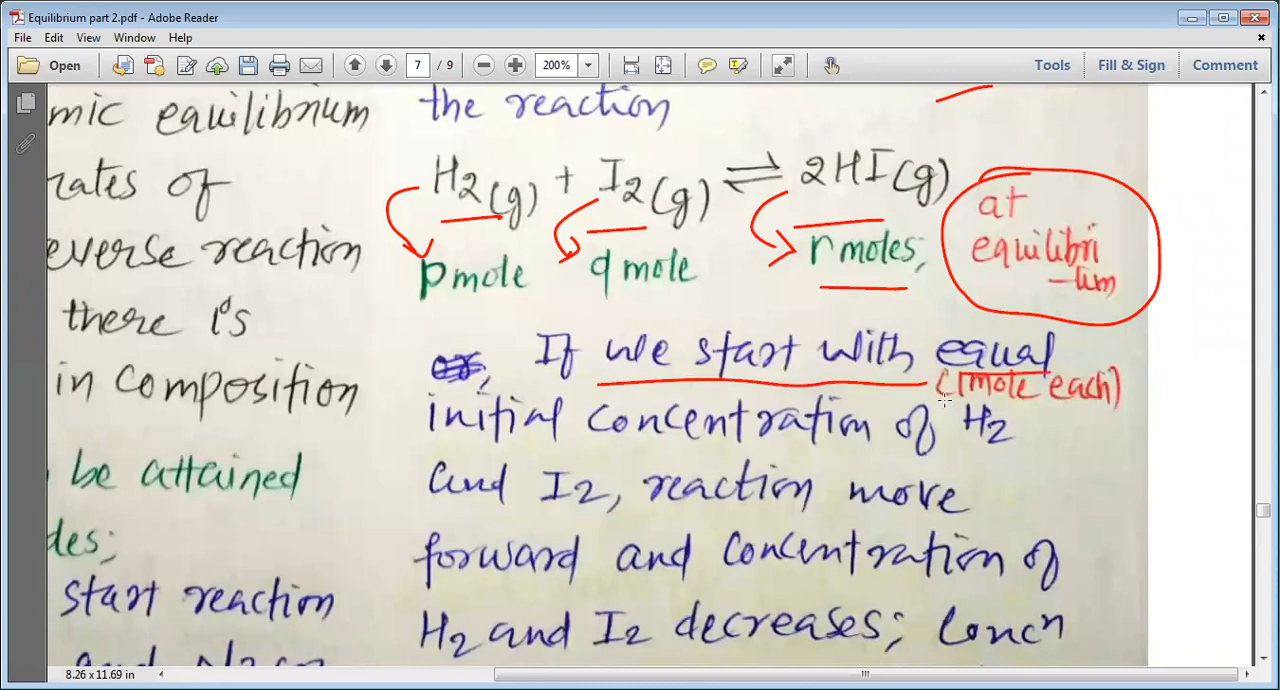 Equilibrium part 2.pdf - Adobe Reader
File Edit View Window Help
Open 7 / 9 200% Tools Fill & Sign Comment
mic equilibrium
rates of
everse reaction
there is
in composition
be attained
des;
start reaction
the reaction
H2(g) + I2(g) ⇌ 2HI(g)
p mole q mole r moles;
at
equilibri
-um
If we start with equal
(1mole each)
initial concentration of H2
and I2, reaction move
forward and concentration of
H2 and I2 decreases; concn
8.26 x 11.69 in